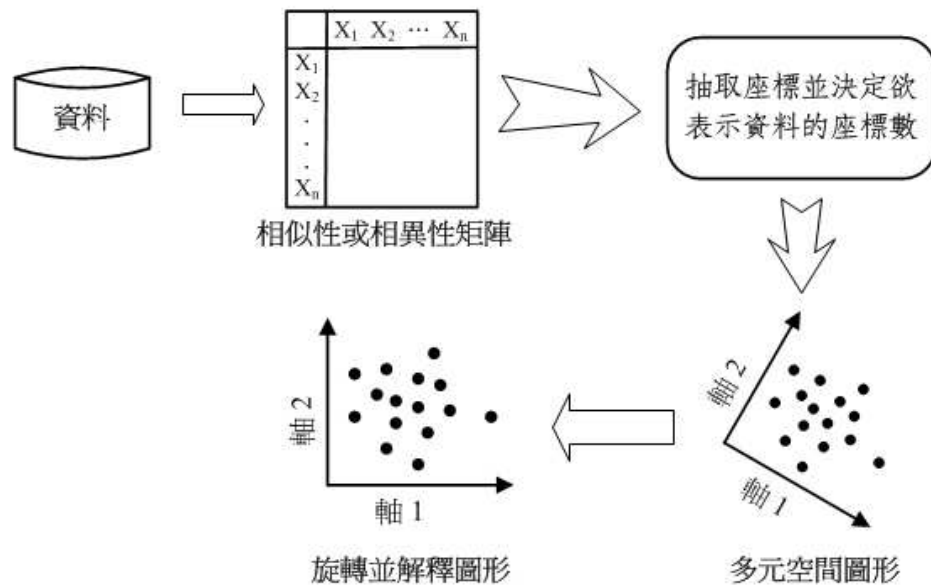 資料
X₁ X₂ ⋯ Xₙ
X₁
X₂
.
.
.
Xₙ
相似性或相異性矩陣
抽取座標並決定欲
表示資料的座標數
軸 2
軸 1
多元空間圖形
軸 2
軸 1
旋轉並解釋圖形